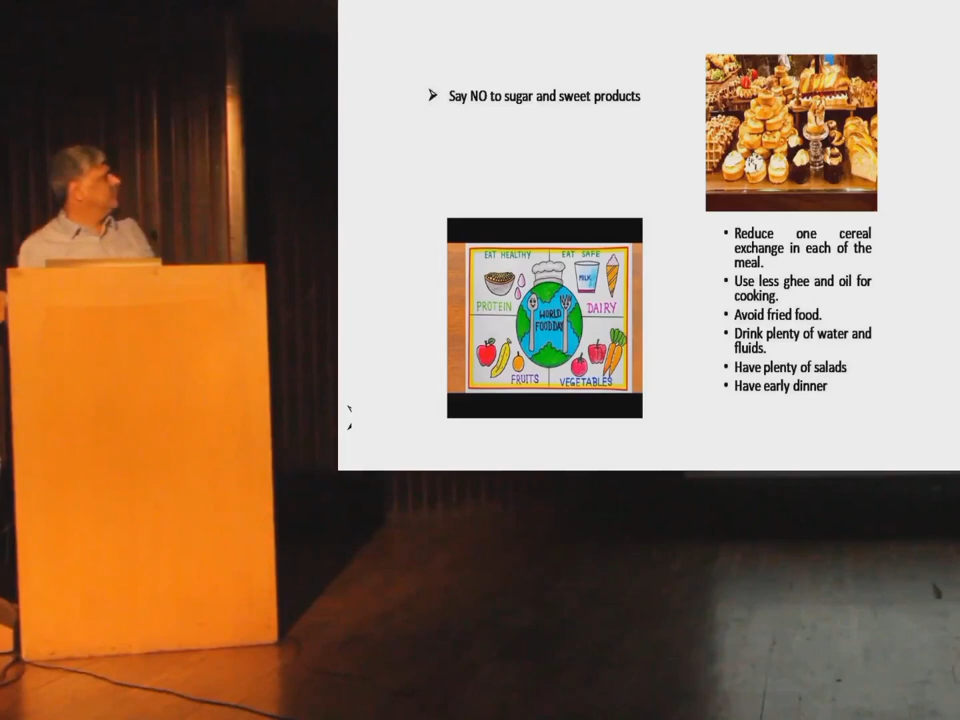 Say NO to sugar and sweet products
EAT HEALTHY
EAT SAFE
MILK
PROTEIN
DAIRY
WORLD
FOOD DAY
FRUITS
VEGETABLES
• Reduce one cereal
exchange in each of the
meal.
• Use less ghee and oil for
cooking.
• Avoid fried food.
• Drink plenty of water and
fluids.
• Have plenty of salads
• Have early dinner